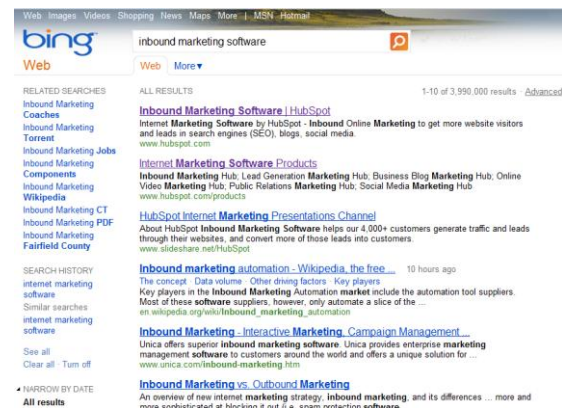 Web Images Videos Shopping News Maps More | MSN Hotmail
bing
inbound marketing software
Web
Web More▾
RELATED SEARCHES
Inbound Marketing
Coaches
Inbound Marketing
Torrent
Inbound Marketing Jobs
Inbound Marketing
Components
Inbound Marketing
Wikipedia
Inbound Marketing CT
Inbound Marketing PDF
Inbound Marketing
Fairfield County
SEARCH HISTORY
internet marketing
software
Similar searches
internet marketing
software
See all
Clear all · Turn off
NARROW BY DATE
All results
ALL RESULTS
1-10 of 3,990,000 results · Advanced
Inbound Marketing Software | HubSpot
Internet Marketing Software by HubSpot - Inbound Online Marketing to get more website visitors
and leads in search engines (SEO), blogs, social media.
www.hubspot.com
Internet Marketing Software Products
Inbound Marketing Hub; Lead Generation Marketing Hub; Business Blog Marketing Hub; Online
Video Marketing Hub; Public Relations Marketing Hub; Social Media Marketing Hub
www.hubspot.com/products
HubSpot Internet Marketing Presentations Channel
About HubSpot Inbound Marketing Software helps our 4,000+ customers generate traffic and leads
through their websites, and convert more of those leads into customers.
www.slideshare.net/HubSpot
Inbound marketing automation - Wikipedia, the free ... 10 hours ago
The concept · Data volume · Other driving factors · Key players
Key players in the Inbound Marketing Automation market include the automation tool suppliers.
Most of these software suppliers, however, only automate a slice of the ...
en.wikipedia.org/wiki/Inbound_marketing_automation
Inbound Marketing - Interactive Marketing, Campaign Management ...
Unica offers superior inbound marketing software. Unica provides enterprise marketing
management software to customers around the world and offers a unique solution for ...
www.unica.com/inbound-marketing.htm
Inbound Marketing vs. Outbound Marketing
An overview of new internet marketing strategy, inbound marketing, and its differences ... more and
more sophisticated at blocking it out (i.e. spam protection software